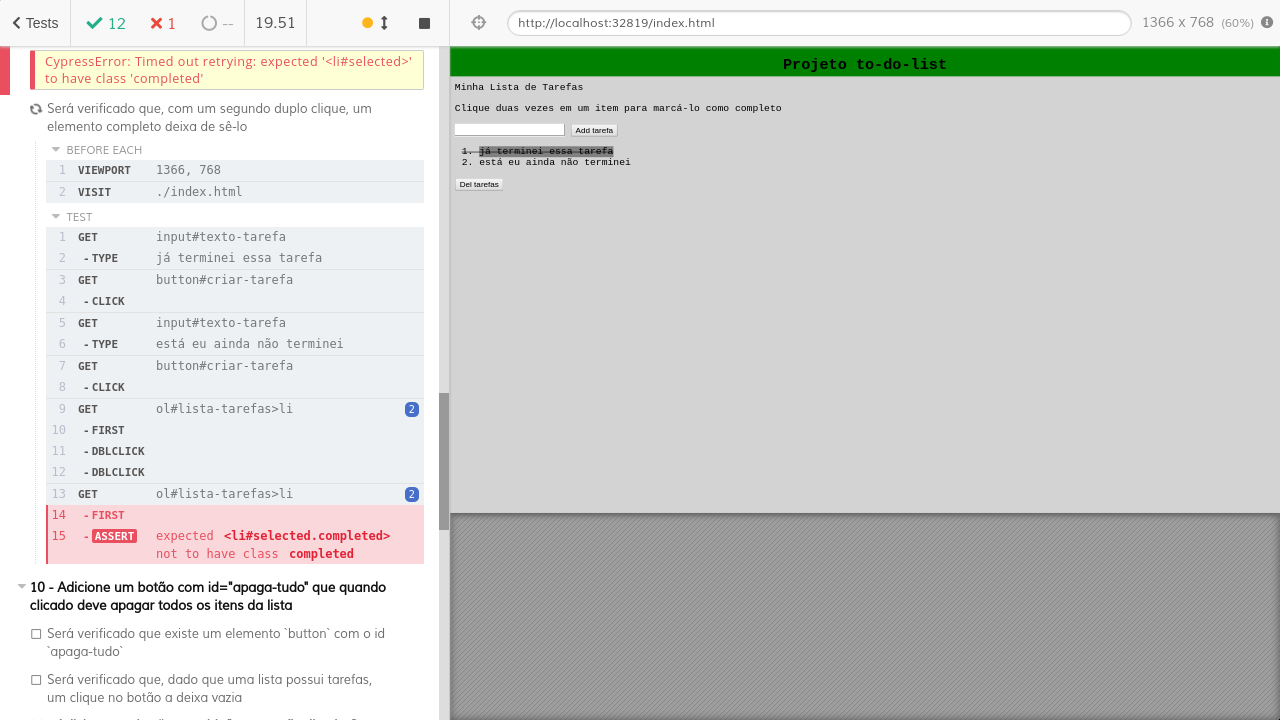 Tests
12
1
--
19.51
http://localhost:32819/index.html
1366 x 768 (60%)
CypressError: Timed out retrying: expected '<li#selected>'
to have class 'completed'
Será verificado que, com um segundo duplo clique, um
elemento completo deixa de sê-lo
BEFORE EACH
1 VIEWPORT 1366, 768
2 VISIT ./index.html
TEST
1 GET input#texto-tarefa
2 - TYPE já terminei essa tarefa
3 GET button#criar-tarefa
4 - CLICK
5 GET input#texto-tarefa
6 - TYPE está eu ainda não terminei
7 GET button#criar-tarefa
8 - CLICK
9 GET ol#lista-tarefas>li 2
10 - FIRST
11 - DBLCLICK
12 - DBLCLICK
13 GET ol#lista-tarefas>li 2
14 - FIRST
15 - ASSERT expected <li#selected.completed>
not to have class completed
10 - Adicione um botão com id="apaga-tudo" que quando
clicado deve apagar todos os itens da lista
Será verificado que existe um elemento `button` com o id
`apaga-tudo`
Será verificado que, dado que uma lista possui tarefas,
um clique no botão a deixa vazia
Projeto to-do-list
Minha Lista de Tarefas
Clique duas vezes em um item para marcá-lo como completo
Add tarefa
1. já terminei essa tarefa
2. está eu ainda não terminei
Del tarefas